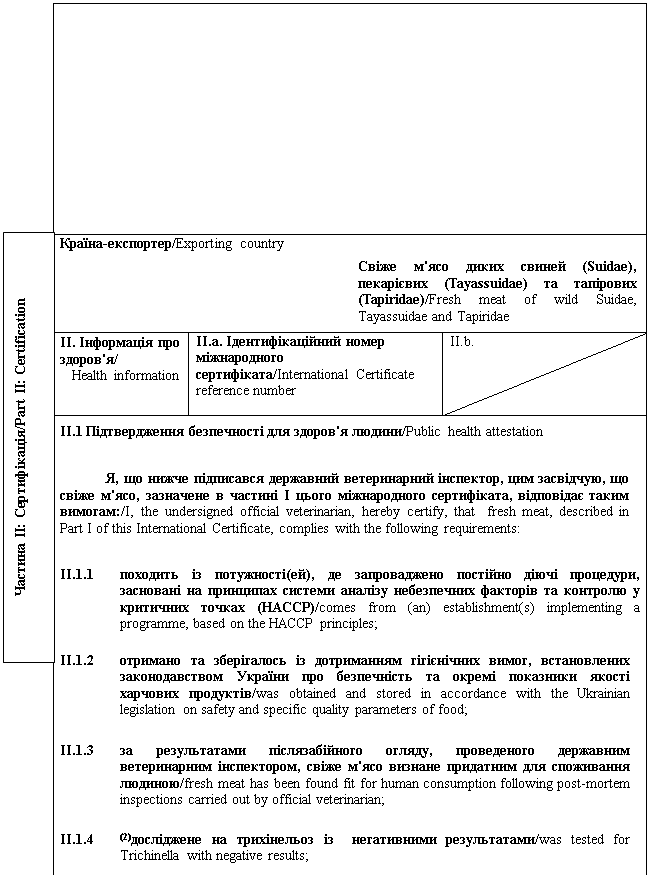 Країна-експортер/Exporting country
Свіже м'ясо диких свиней (Suidae),
пекарієвих (Tayassuidae) та тапірових
(Tapiridae)/Fresh meat of wild Suidae,
Tayassuidae and Tapiridae
Частина II: Сертифікація/Part II: Certification
II. Інформація про
здоров'я/
Health information
II.a. Ідентифікаційний номер
міжнародного
сертифіката/International Certificate
reference number
II.b.
II.1 Підтвердження безпечності для здоров'я людини/Public health attestation
Я, що нижче підписався державний ветеринарний інспектор, цим засвідчую, що
свіже м'ясо, зазначене в частині I цього міжнародного сертифіката, відповідає таким
вимогам:/I, the undersigned official veterinarian, hereby certify, that fresh meat, described in
Part I of this International Certificate, complies with the following requirements:
II.1.1 походить із потужності(ей), де запроваджено постійно діючі процедури,
засновані на принципах системи аналізу небезпечних факторів та контролю у
критичних точках (HACCP)/comes from (an) establishment(s) implementing a
programme, based on the HACCP principles;
II.1.2 отримано та зберігалось із дотриманням гігієнічних вимог, встановлених
законодавством України про безпечність та окремі показники якості
харчових продуктів/was obtained and stored in accordance with the Ukrainian
legislation on safety and specific quality parameters of food;
II.1.3 за результатами післязабійного огляду, проведеного державним
ветеринарним інспектором, свіже м'ясо визнане придатним для споживання
людиною/fresh meat has been found fit for human consumption following post-mortem
inspections carried out by official veterinarian;
II.1.4 (2)досліджене на трихінельоз із негативними результатами/was tested for
Trichinella with negative results;